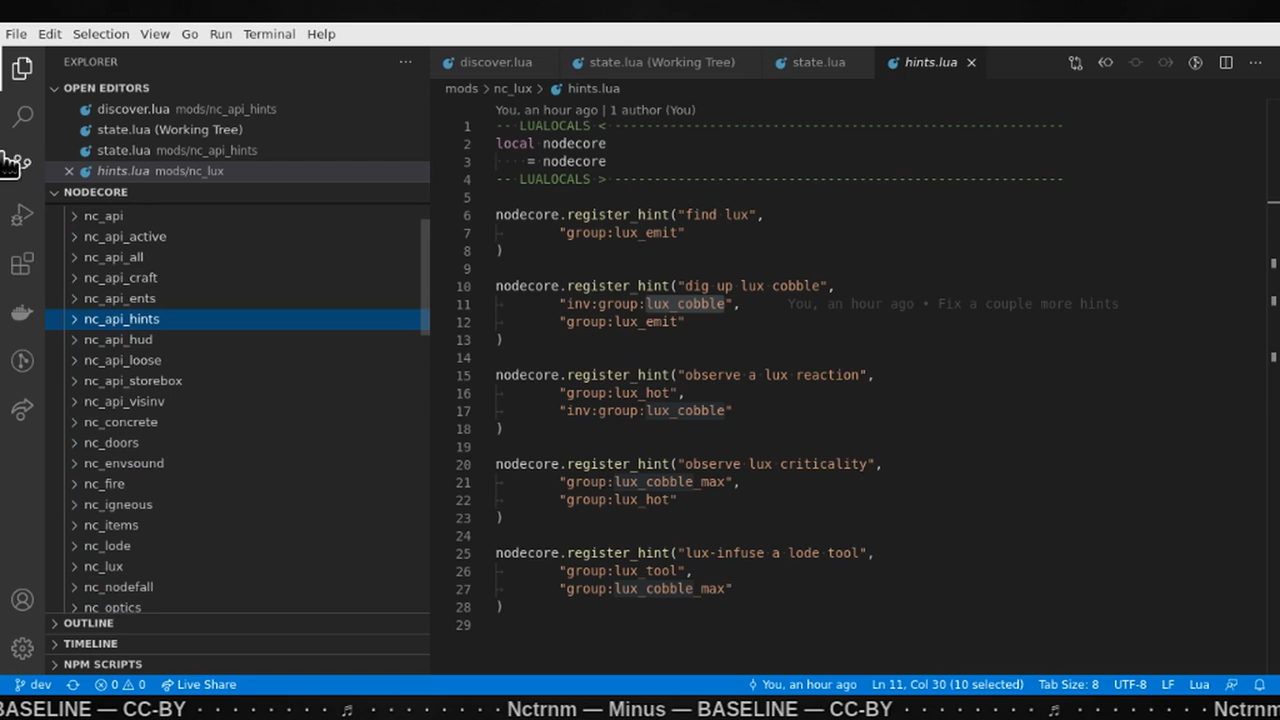 File Edit Selection View Go Run Terminal Help
EXPLORER
OPEN EDITORS
discover.lua mods/nc_api_hints
state.lua (Working Tree)
state.lua mods/nc_api_hints
hints.lua mods/nc_lux
NODECORE
nc_api
nc_api_active
nc_api_all
nc_api_craft
nc_api_ents
nc_api_hints
nc_api_hud
nc_api_loose
nc_api_storebox
nc_api_visinv
nc_concrete
nc_doors
nc_envsound
nc_fire
nc_igneous
nc_items
nc_lode
nc_lux
nc_nodefall
nc_optics
OUTLINE
TIMELINE
NPM SCRIPTS
discover.lua state.lua (Working Tree) state.lua hints.lua
mods > nc_lux > hints.lua
You, an hour ago | 1 author (You)
1 -- LUALOCALS < ---------------------------------------------------------
2 local nodecore
3 = nodecore
4 -- LUALOCALS > ---------------------------------------------------------
5
6 nodecore.register_hint("find lux",
7 "group:lux_emit"
8 )
9
10 nodecore.register_hint("dig up lux cobble",
11 "inv:group:lux_cobble", You, an hour ago • Fix a couple more hints
12 "group:lux_emit"
13 )
14
15 nodecore.register_hint("observe a lux reaction",
16 "group:lux_hot",
17 "inv:group:lux_cobble"
18 )
19
20 nodecore.register_hint("observe lux criticality",
21 "group:lux_cobble_max",
22 "group:lux_hot"
23 )
24
25 nodecore.register_hint("lux-infuse a lode tool",
26 "group:lux_tool",
27 "group:lux_cobble_max"
28 )
29
dev 0 0 Live Share You, an hour ago Ln 11, Col 30 (10 selected) Tab Size: 8 UTF-8 LF Lua
BASELINE — CC-BY · · · · · · · · ♬ · · · · · · · · Nctrnm — Minus — BASELINE — CC-BY · · · · · · · · ♬ · · · · · · · · Nctrnm